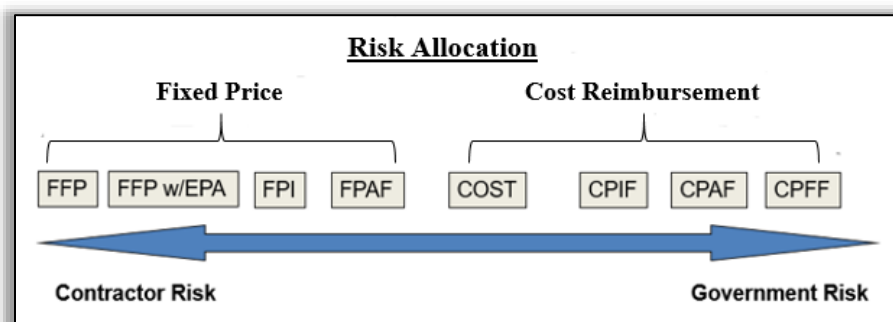 Risk Allocation
Fixed Price
Cost Reimbursement
FFP
FFP w/EPA
FPI
FPAF
COST
CPIF
CPAF
CPFF
Contractor Risk
Government Risk